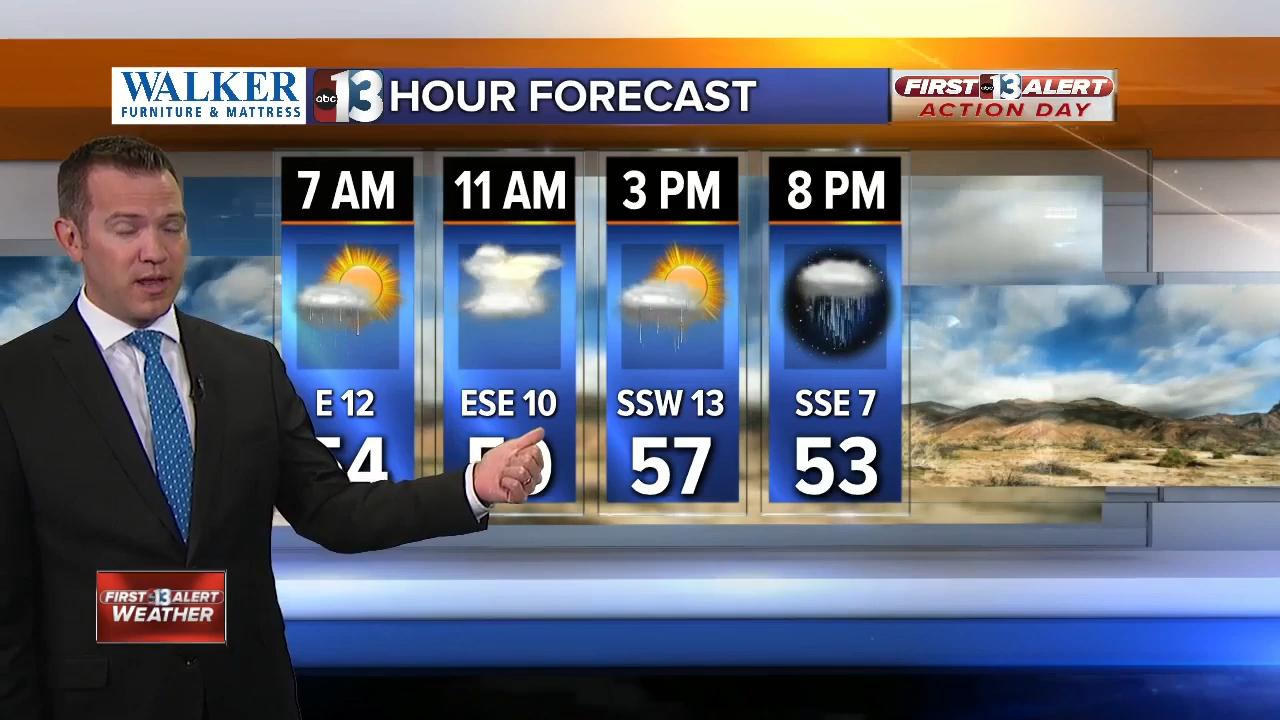 WALKER
FURNITURE & MATTRESS
abc 13 HOUR FORECAST
FIRST abc 13 ALERT
ACTION DAY
7 AM
11 AM
3 PM
8 PM
E 12
ESE 10
SSW 13
SSE 7
57
53
FIRST 13 ALERT
WEATHER